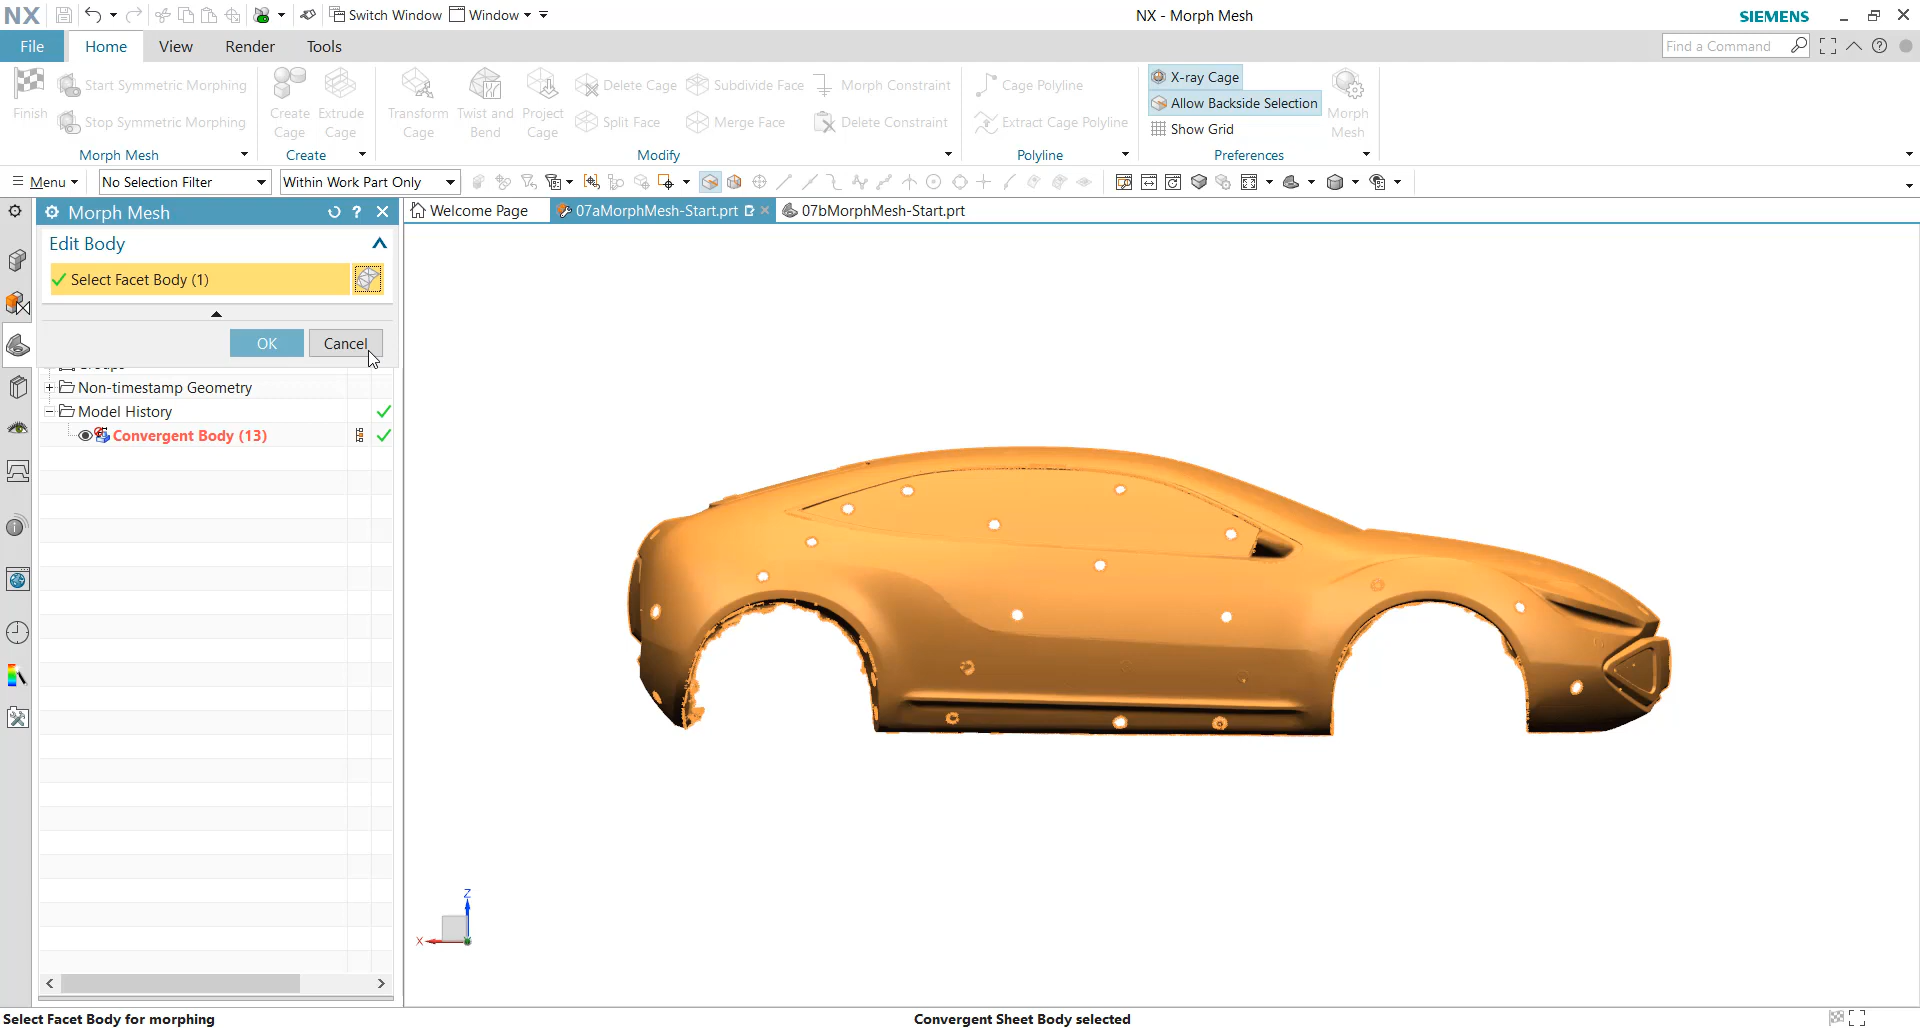 NX Switch Window Window NX - Morph Mesh SIEMENS
File Home View Render Tools Find a Command
Finish Start Symmetric Morphing Stop Symmetric Morphing Morph Mesh
Create Cage Extrude Cage Create
Transform Cage Twist and Bend Project Cage Delete Cage Split Face Subdivide Face Merge Face Morph Constraint Delete Constraint Modify
Cage Polyline Extract Cage Polyline Polyline
X-ray Cage Allow Backside Selection Show Grid Morph Mesh Preferences
Menu No Selection Filter Within Work Part Only
Morph Mesh ? Welcome Page 07aMorphMesh-Start.prt 07bMorphMesh-Start.prt
Edit Body
Select Facet Body (1)
OK Cancel
Non-timestamp Geometry
Model History
Convergent Body (13)
Z
X
Select Facet Body for morphing Convergent Sheet Body selected